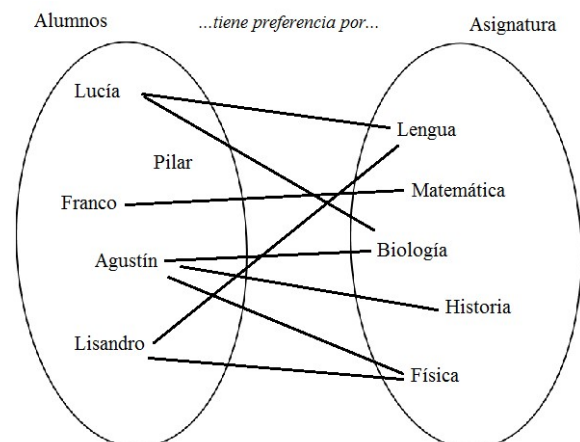 Alumnos
...tiene preferencia por...
Asignatura
Lucía
Pilar
Franco
Agustín
Lisandro
Lengua
Matemática
Biología
Historia
Física